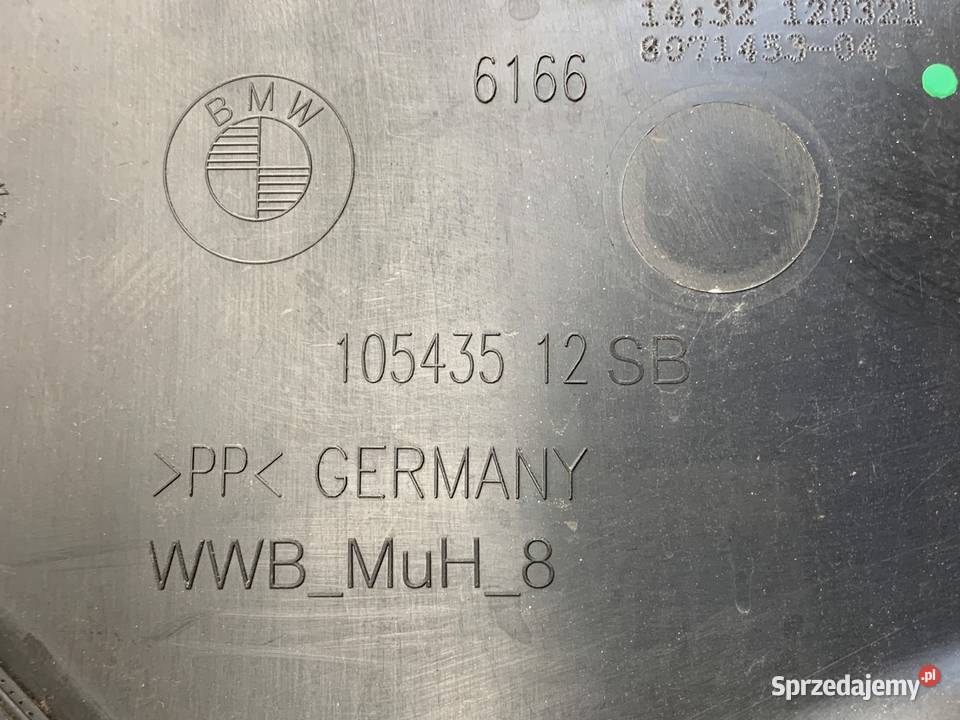 14:32 120321
8071453-04
6166
BMW
105435 12 SB
>PP< GERMANY
WWB_MuH_8
Sprzedajemy.pl